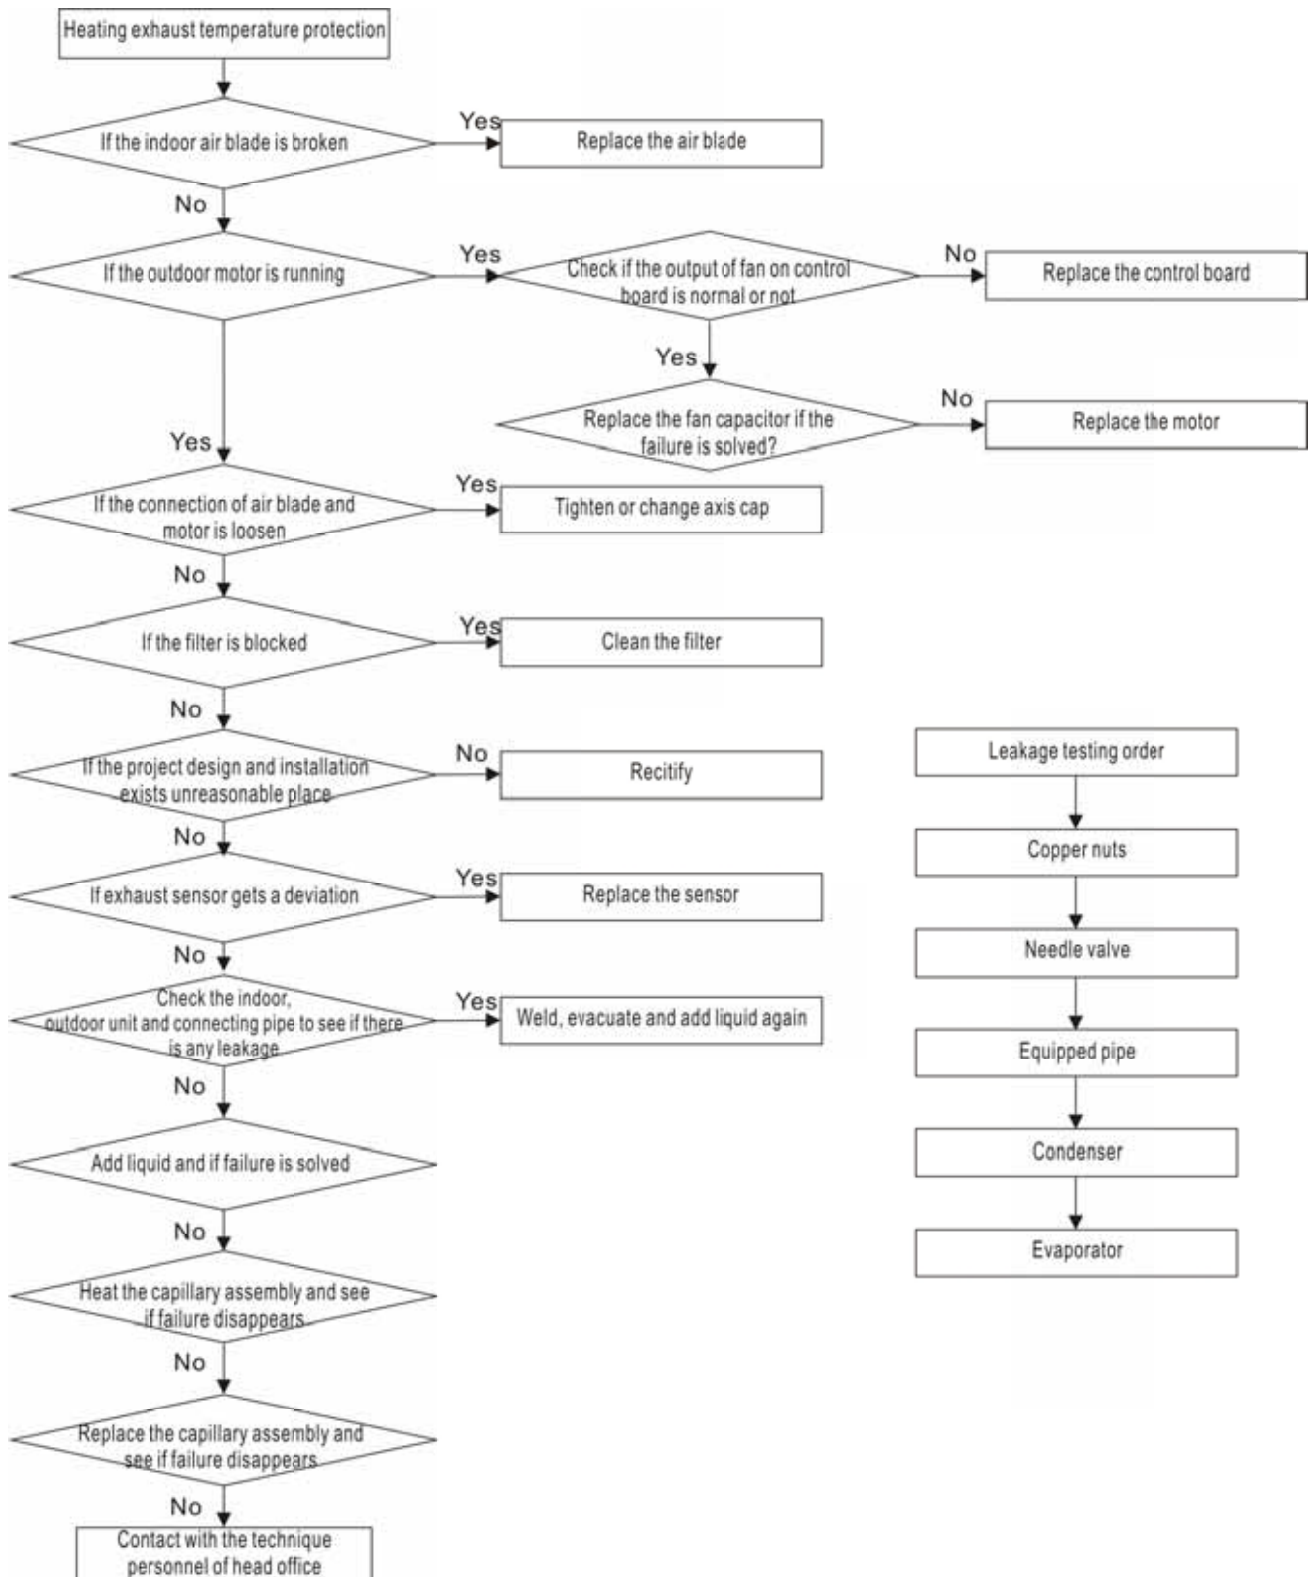 Heating exhaust temperature protection
If the indoor air blade is broken
Yes
Replace the air blade
No
If the outdoor motor is running
Yes
Check if the output of fan on control
board is normal or not
No
Replace the control board
Yes
Replace the fan capacitor if the
failure is solved?
No
Replace the motor
Yes
If the connection of air blade and
motor is loosen
Yes
Tighten or change axis cap
No
If the filter is blocked
Yes
Clean the filter
No
If the project design and installation
exists unreasonable place
No
Recitify
No
If exhaust sensor gets a deviation
Yes
Replace the sensor
No
Check the indoor,
outdoor unit and connecting pipe to see if there
is any leakage
Yes
Weld, evacuate and add liquid again
No
Add liquid and if failure is solved
No
Heat the capillary assembly and see
if failure disappears
No
Replace the capillary assembly and
see if failure disappears
No
Contact with the technique
personnel of head office
Leakage testing order
Copper nuts
Needle valve
Equipped pipe
Condenser
Evaporator